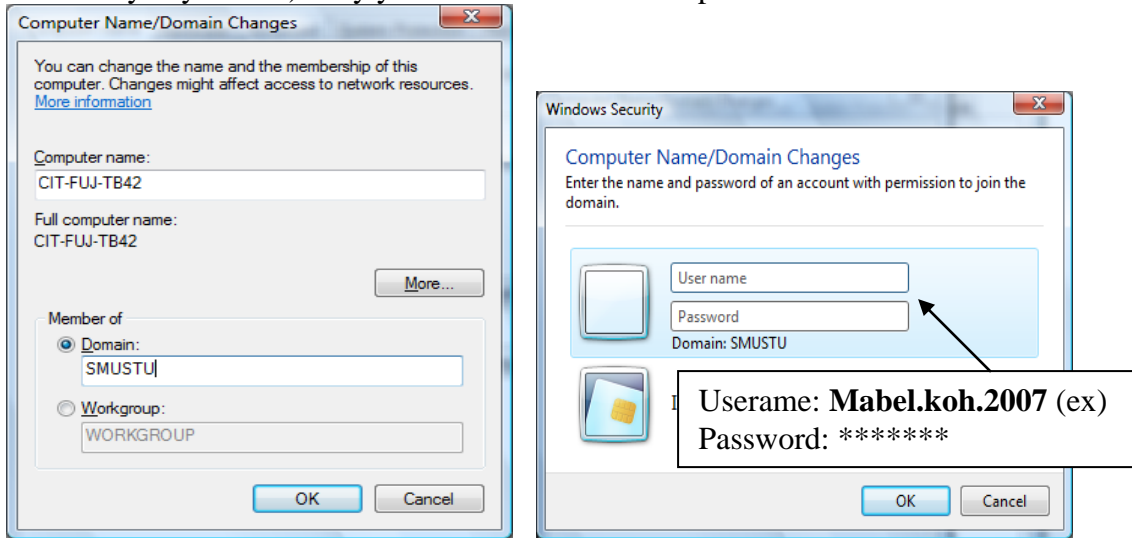 Computer Name/Domain Changes
You can change the name and the membership of this
computer. Changes might affect access to network resources.
More information
Computer name:
CIT-FUJ-TB42
Full computer name:
CIT-FUJ-TB42
More...
Member of
Domain:
SMUSTU
Workgroup:
WORKGROUP
OK
Cancel
Windows Security
Computer Name/Domain Changes
Enter the name and password of an account with permission to join the
domain.
User name
Password
Domain: SMUSTU
Userame: Mabel.koh.2007 (ex)
Password: *******
OK
Cancel